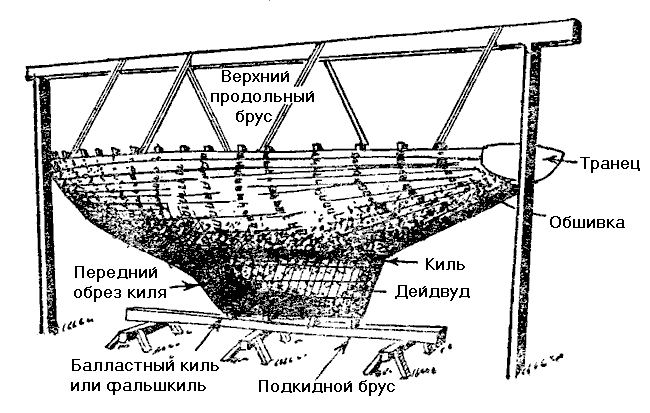 Верхний
продольный
брус
Транец
Обшивка
Киль
Передний
обрез киля
Дейдвуд
Балластный киль
или фальшкиль
Подкидной брус